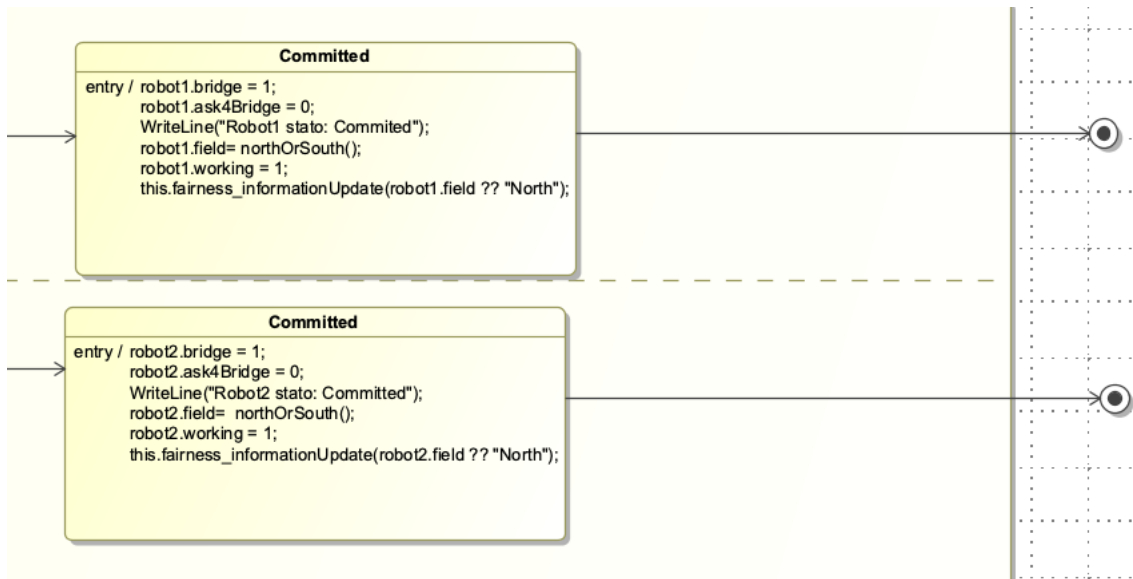 Committed
entry / robot1.bridge = 1;
robot1.ask4Bridge = 0;
WriteLine("Robot1 stato: Commited");
robot1.field= northOrSouth();
robot1.working = 1;
this.fairness_informationUpdate(robot1.field ?? "North");
Committed
entry / robot2.bridge = 1;
robot2.ask4Bridge = 0;
WriteLine("Robot2 stato: Committed");
robot2.field=  northOrSouth();
robot2.working = 1;
this.fairness_informationUpdate(robot2.field ?? "North");